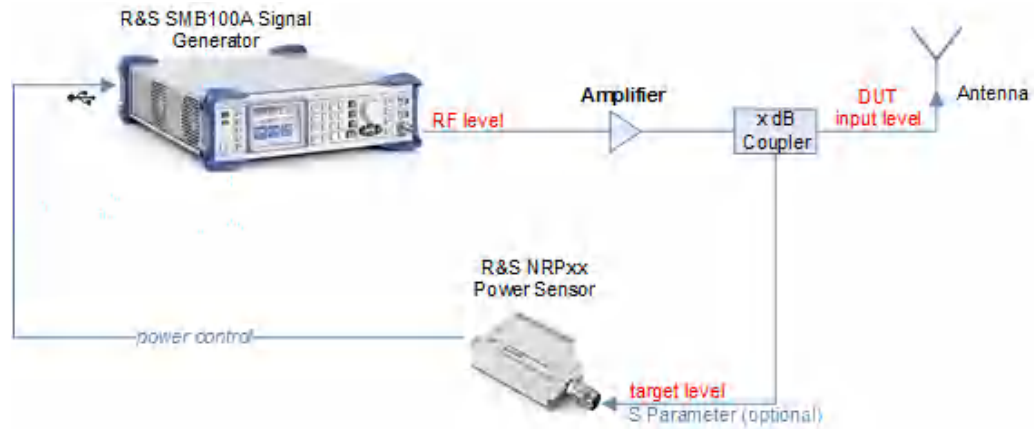 R&S SMB100A Signal
Generator
Amplifier
DUT
input level
Antenna
RF level
x dB
Coupler
R&S NRPxx
Power Sensor
power control
target level
S Parameter (optional)